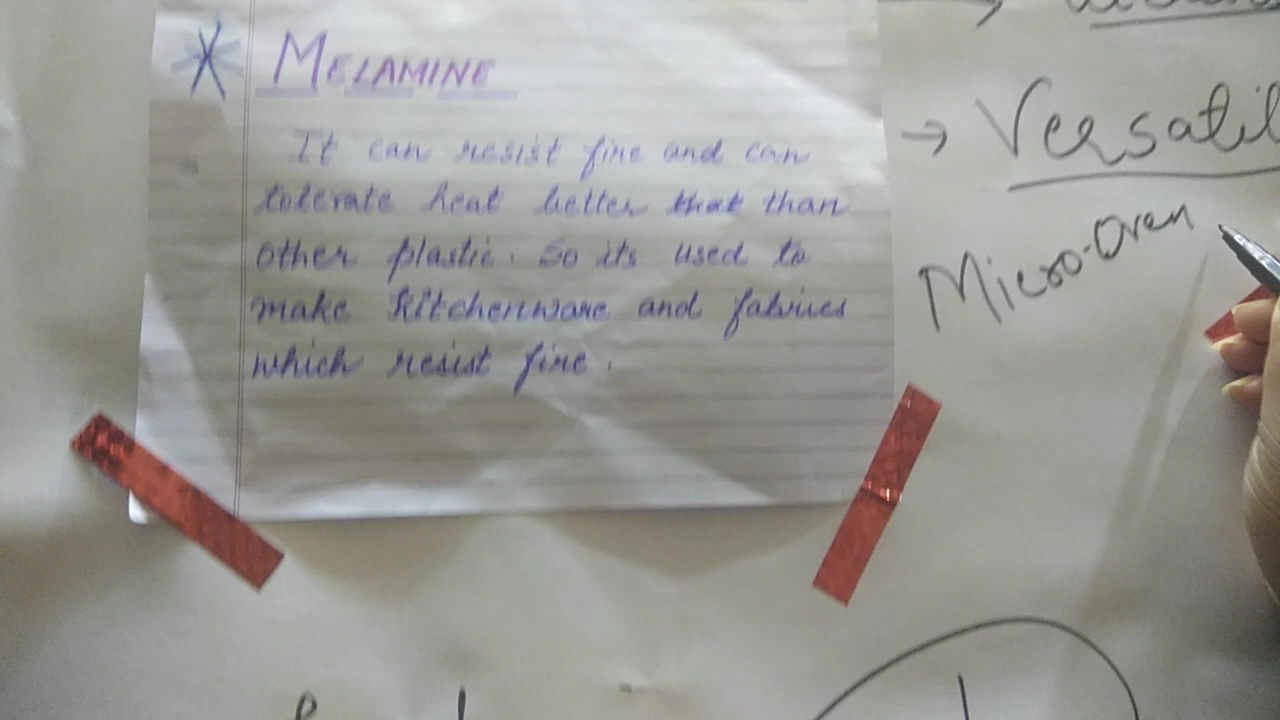 * MELAMINE
It can resist fire and can
tolerate heat better that than
other plastic. So its used to
make kitchenware and fabrics
which resist fire.
→ Versatil
Micro-Oven